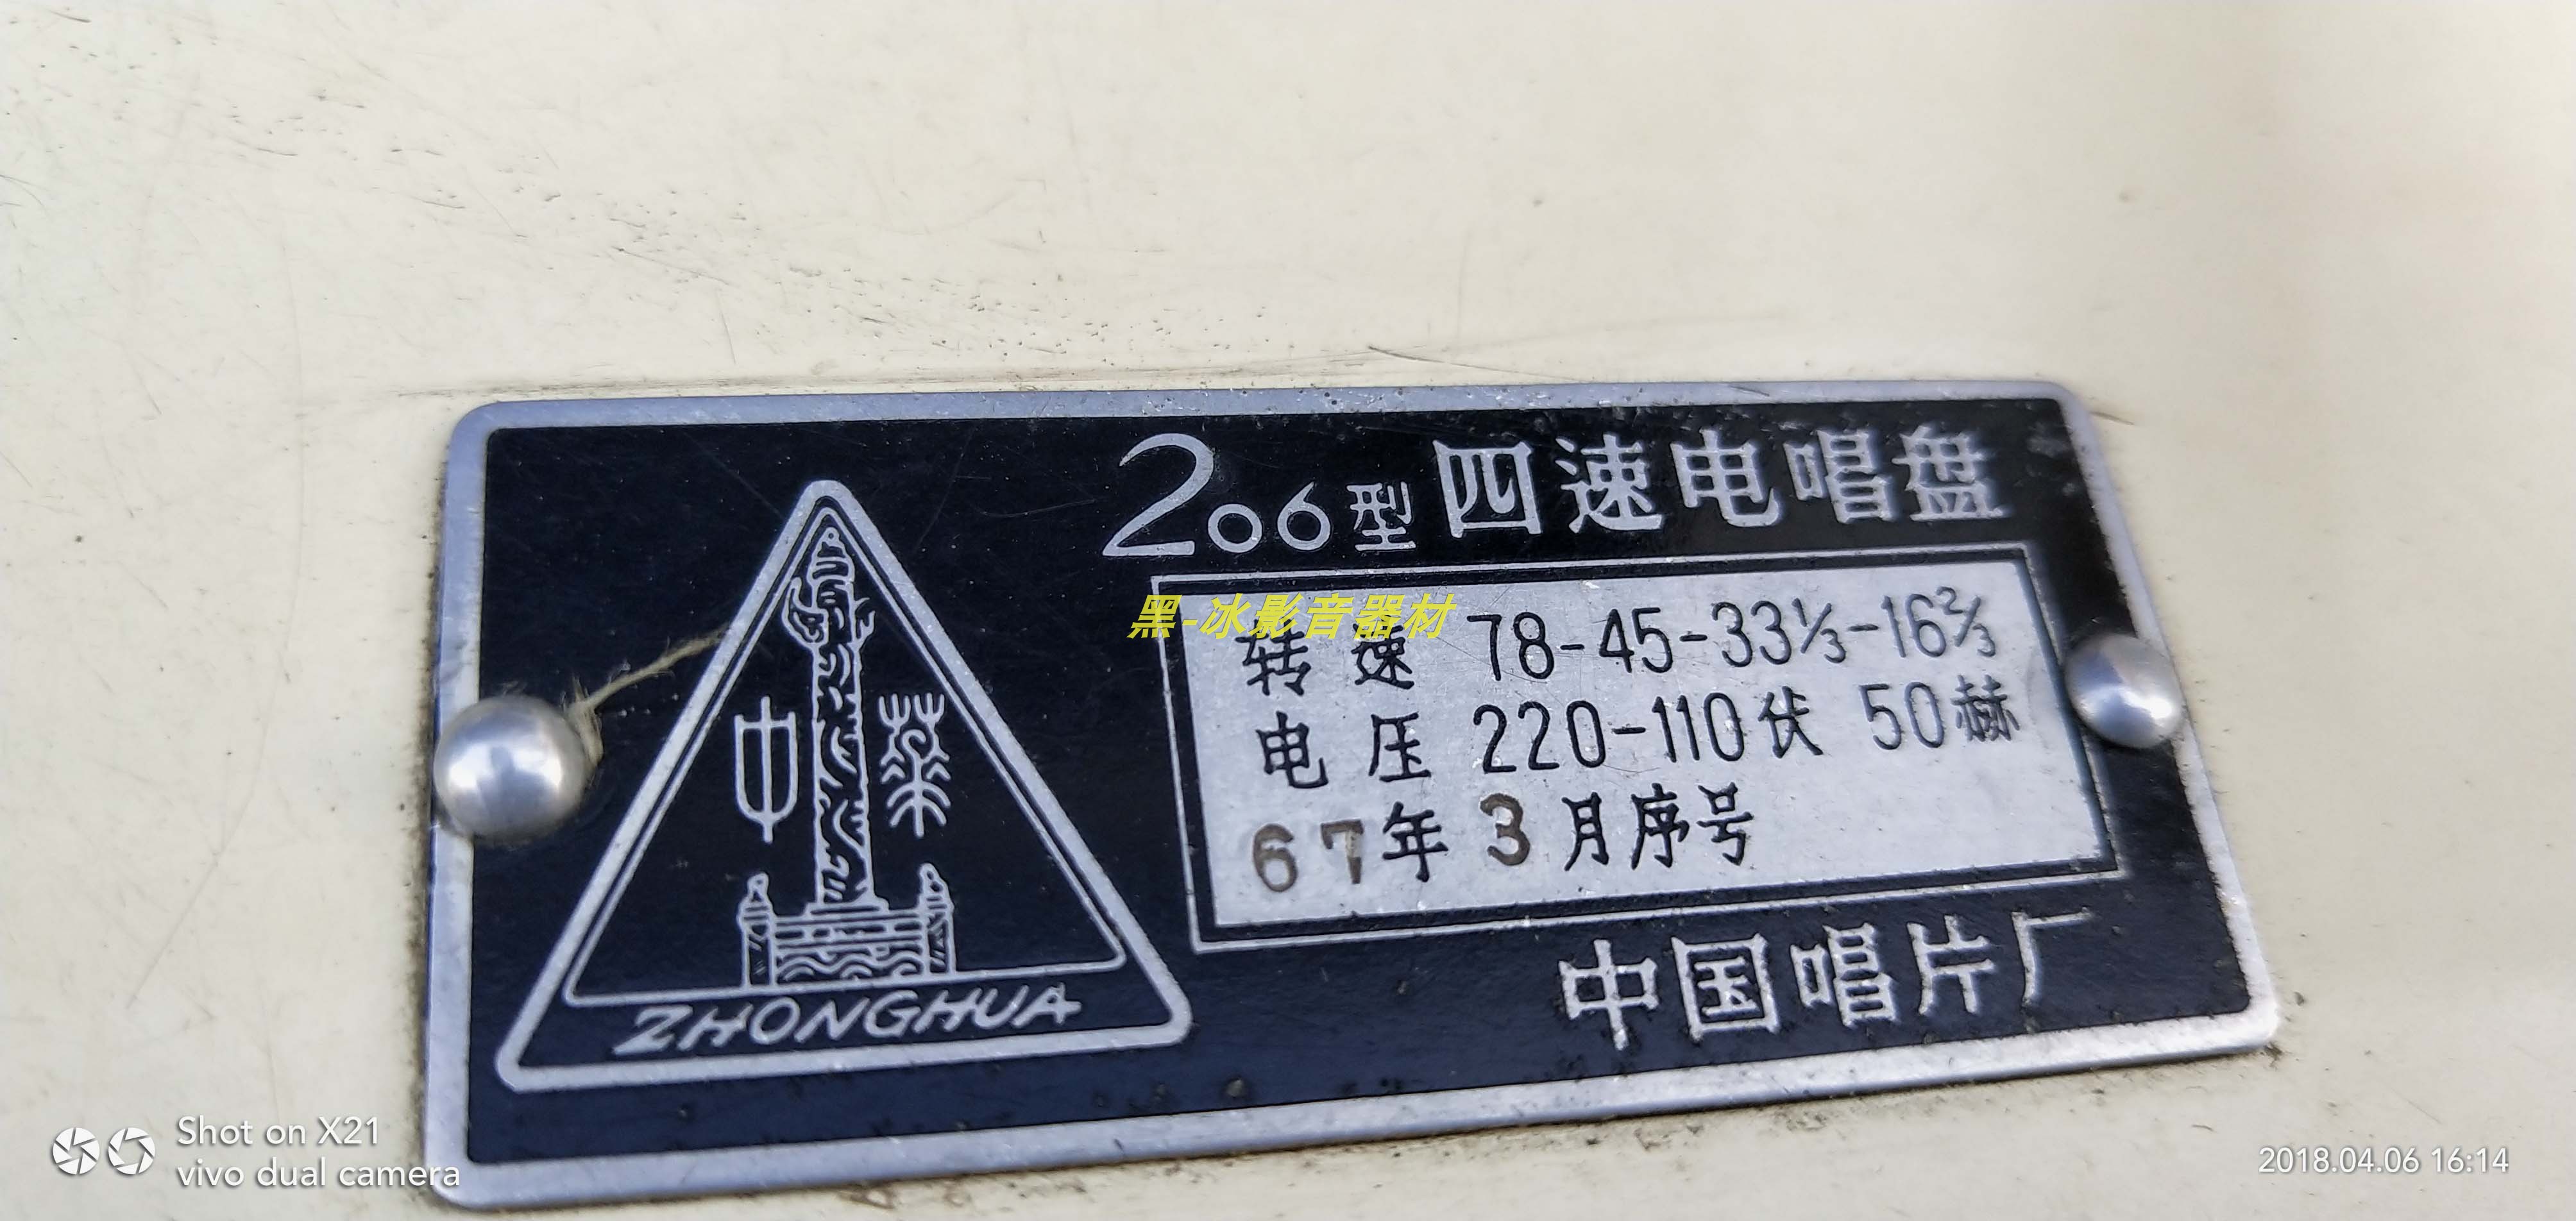 206型四速电唱盘
黑-冰影音器材
转速 78-45-33⅓-16⅔
电压 220-110伏 50赫
67年3月序号
中华
ZHONGHUA
中国唱片厂
Shot on X21
vivo dual camera
2018.04.06 16:14